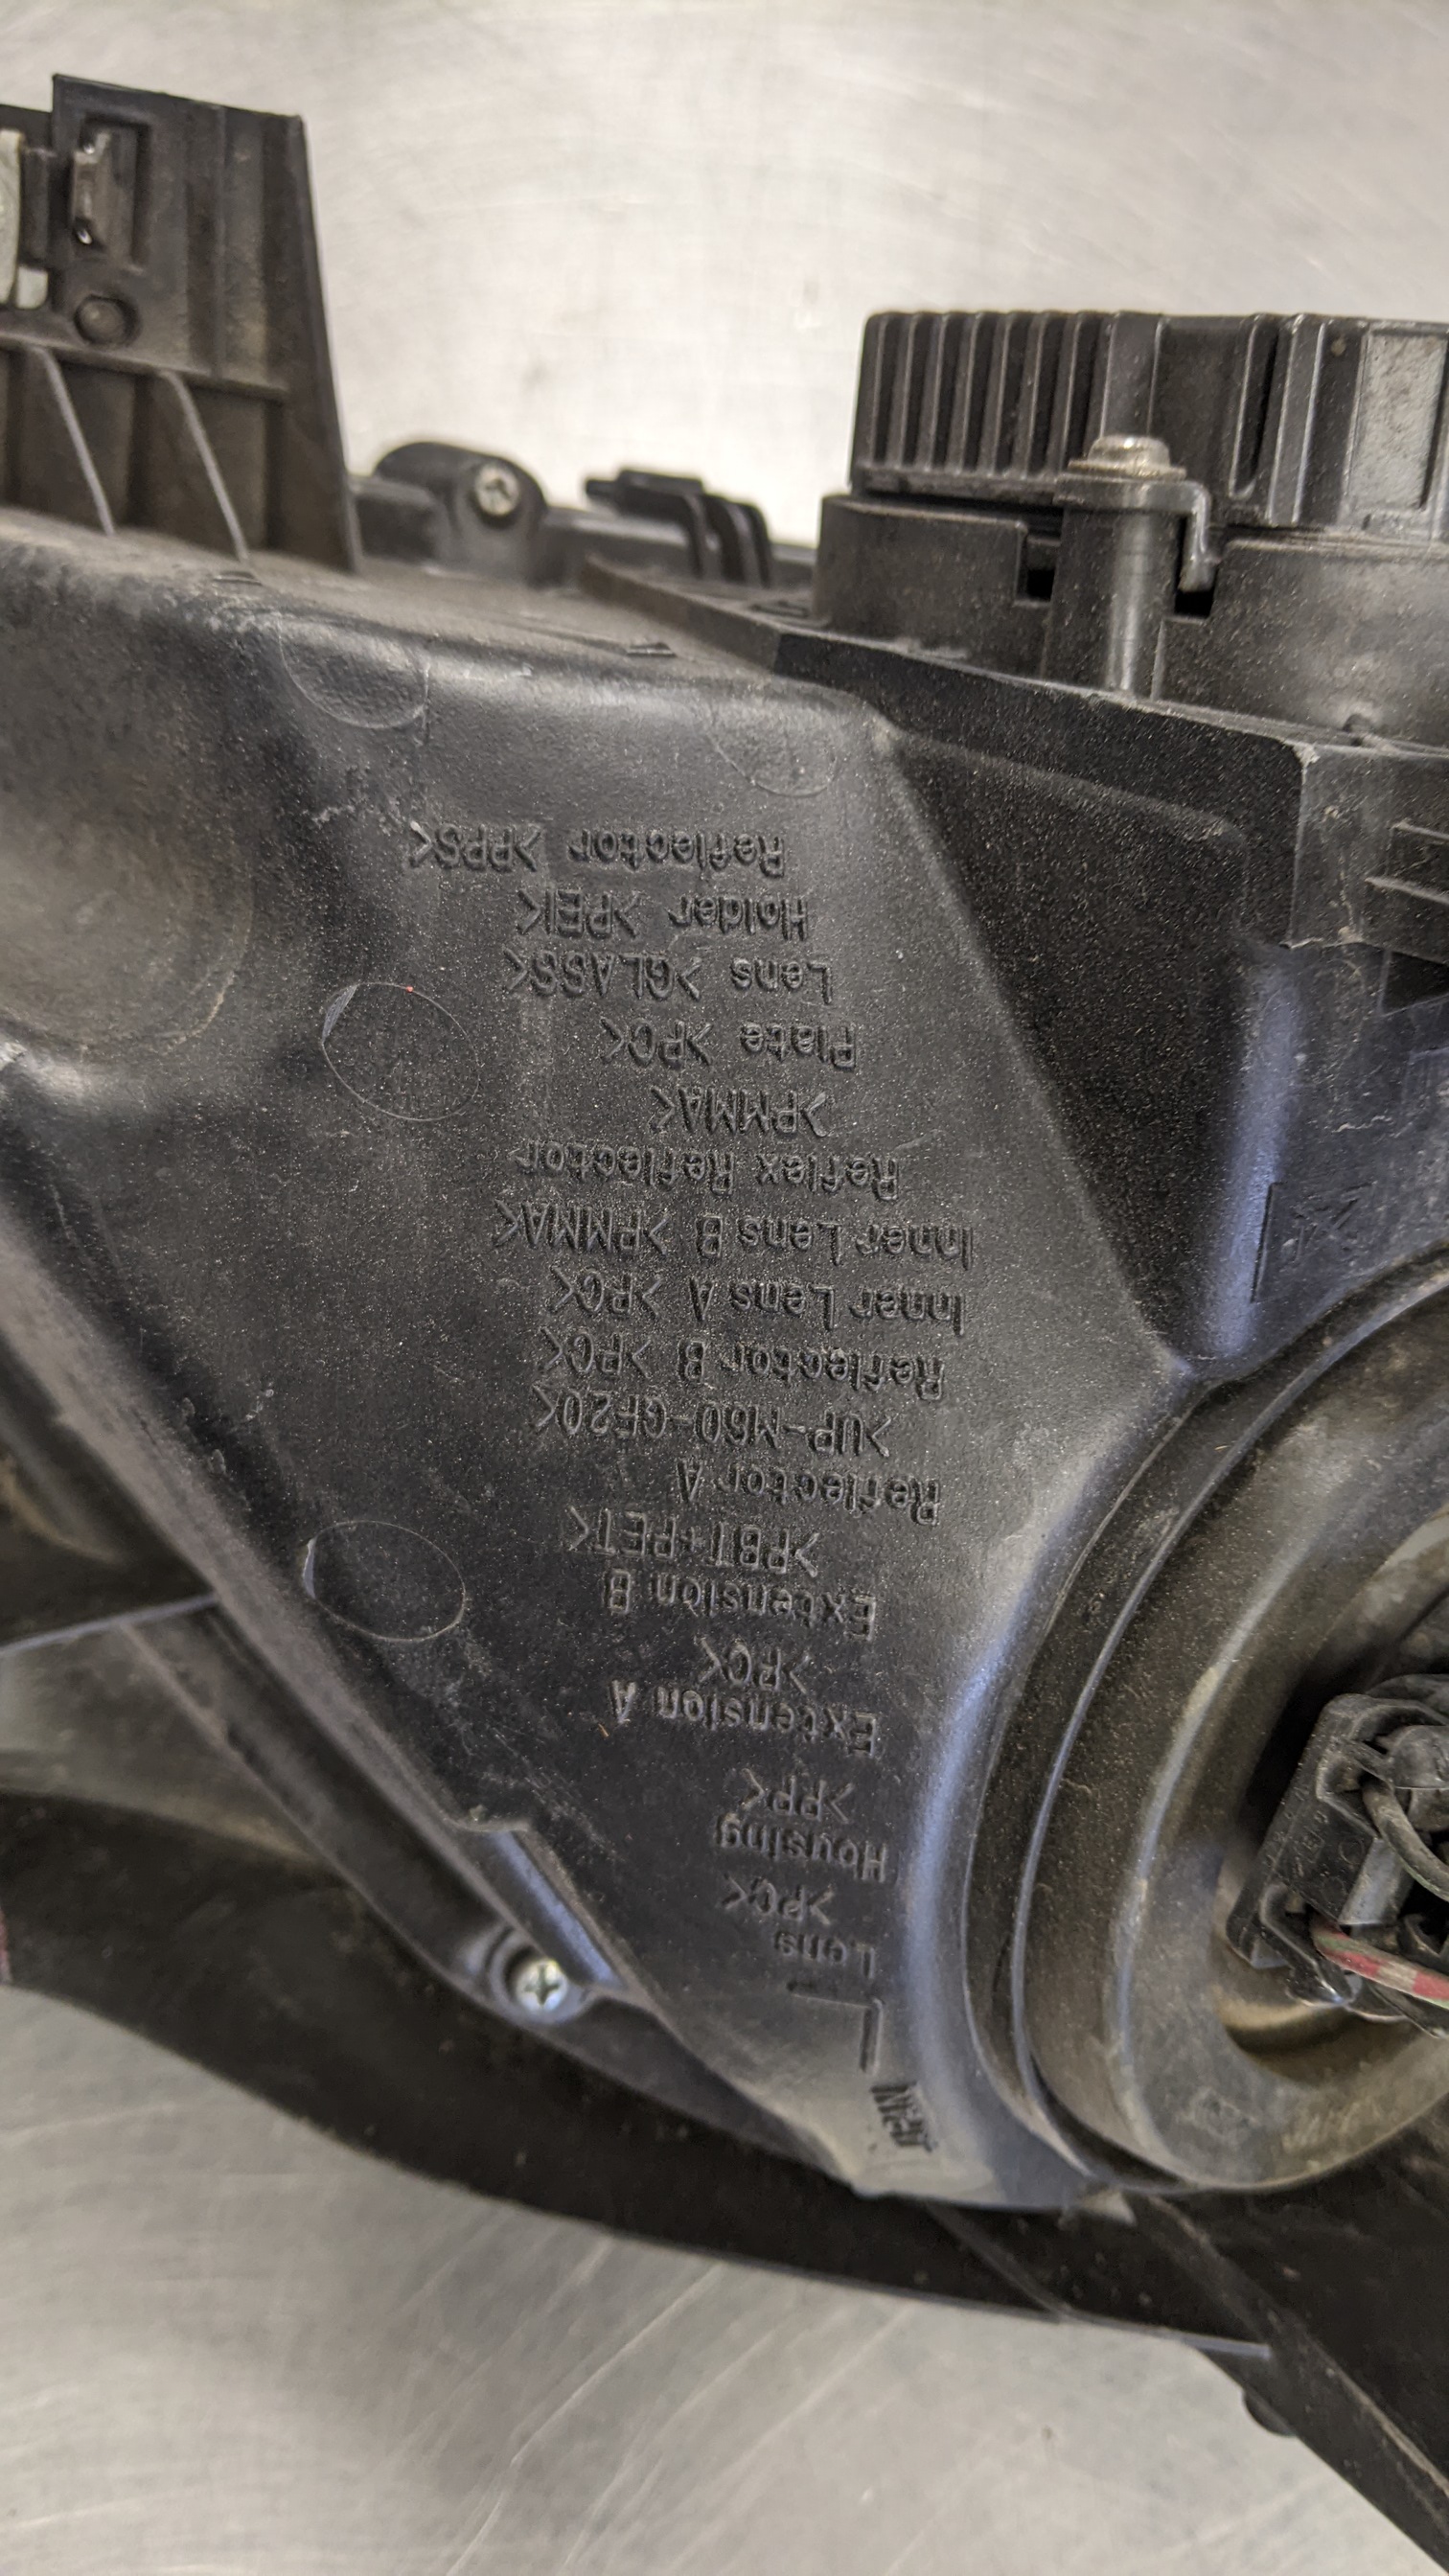 Lens
>PC<
Housing
>PP<
Extension A
>PC<
Extension B
>PBT+PET<
Reflector A
>UP-M60-GF20<
Reflector B >PC<
Inner Lens A >PC<
Inner Lens B >PMMA<
Reflex Reflector
>PMMA<
Plate >PC<
Lens >GLASS<
Holder >PEI<
Reflector >PPS<